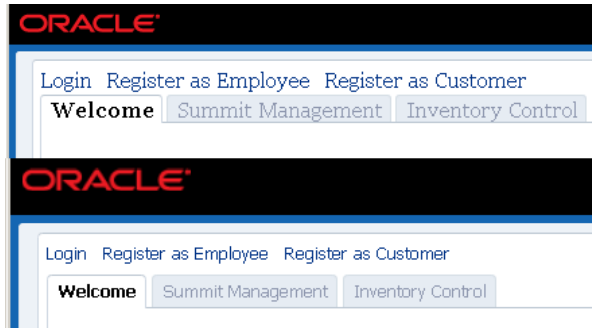 ORACLE
Login Register as Employee Register as Customer
Welcome Summit Management Inventory Control
ORACLE
Login Register as Employee Register as Customer
Welcome Summit Management Inventory Control